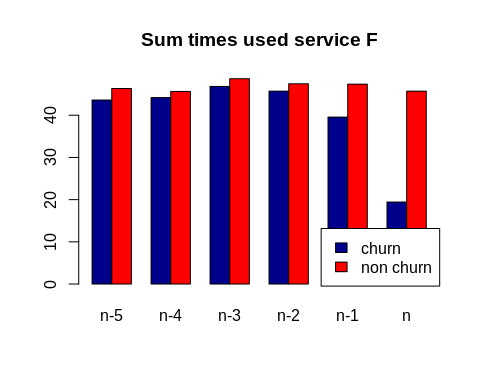 Sum times used service F
40
30
20
10
0
churn
non churn
n-5 n-4 n-3 n-2 n-1 n